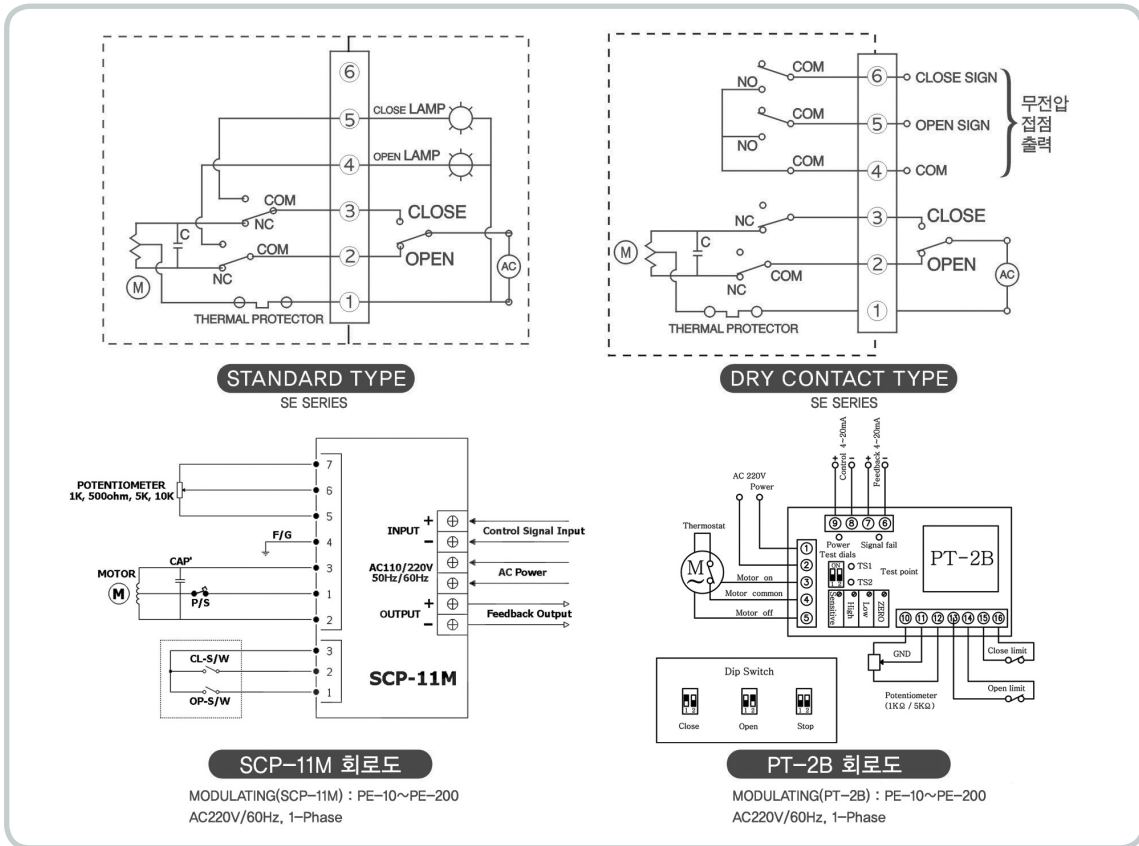 ⑥
⑤
CLOSE LAMP
④
OPEN LAMP
COM
③
CLOSE
NC
C
COM
②
OPEN
AC
M
NC
①
THERMAL PROTECTOR
STANDARD TYPE
SE SERIES
COM
⑥
CLOSE SIGN
NO
COM
⑤
OPEN SIGN
NO
COM
④
COM
무전압
접점
출력
③
CLOSE
NC
C
M
②
OPEN
COM
AC
NC
①
THERMAL PROTECTOR
DRY CONTACT TYPE
SE SERIES
7
POTENTIOMETER
1K, 500ohm, 5K, 10K
6
5
F/G
4
CAP'
3
MOTOR
M
1
P/S
2
3
CL-S/W
2
OP-S/W
1
INPUT
+
Control Signal Input
−
AC110/220V
50Hz/60Hz
AC Power
OUTPUT
+
Feedback Output
−
SCP-11M
SCP-11M 회로도
MODULATING(SCP-11M) : PE-10~PE-200
AC220V/60Hz, 1-Phase
+
Control 4~20mA
−
+
Feedback 4~20mA
−
AC 220V
Power
Thermostat
M
~
Motor on
Motor common
Motor off
① ② ③ ④ ⑤
⑨ ⑧ ⑦ ⑥
Power
Signal fail
Test dials
ON
1 2
TS1
TS2
Test point
PT-2B
Sensitive
High
Low
ZERO
⑩ ⑪ ⑫ ⑬ ⑭ ⑮ ⑯
GND
Close limit
Potentiometer
(1KΩ / 5KΩ)
Open limit
Dip Switch
1 2
1 2
1 2
Close
Open
Stop
PT-2B 회로도
MODULATING(PT-2B) : PE-10~PE-200
AC220V/60Hz, 1-Phase